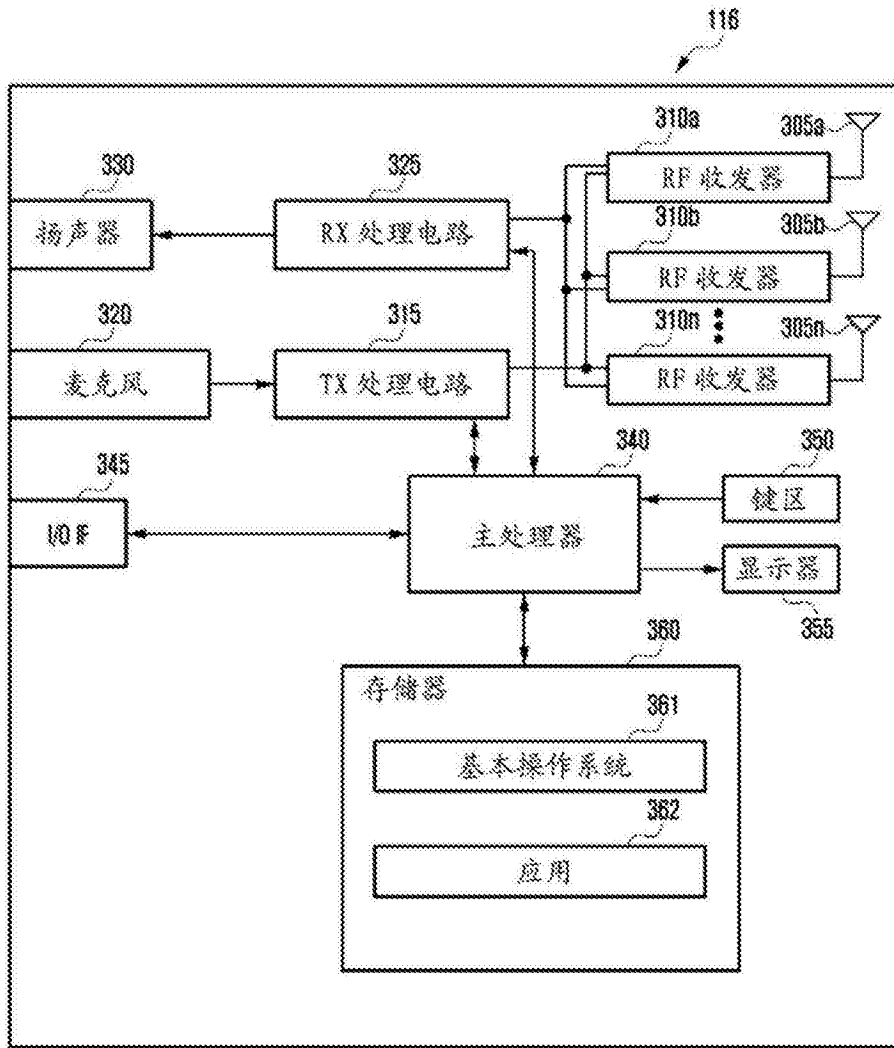 116
310a
305a
RF 收发器
330
325
扬声器
RX 处理电路
310b
305b
RF 收发器
320
315
310n
305n
麦克风
TX 处理电路
RF 收发器
345
340
350
I/O IF
主处理器
键区
显示器
355
360
存储器
361
基本操作系统
362
应用